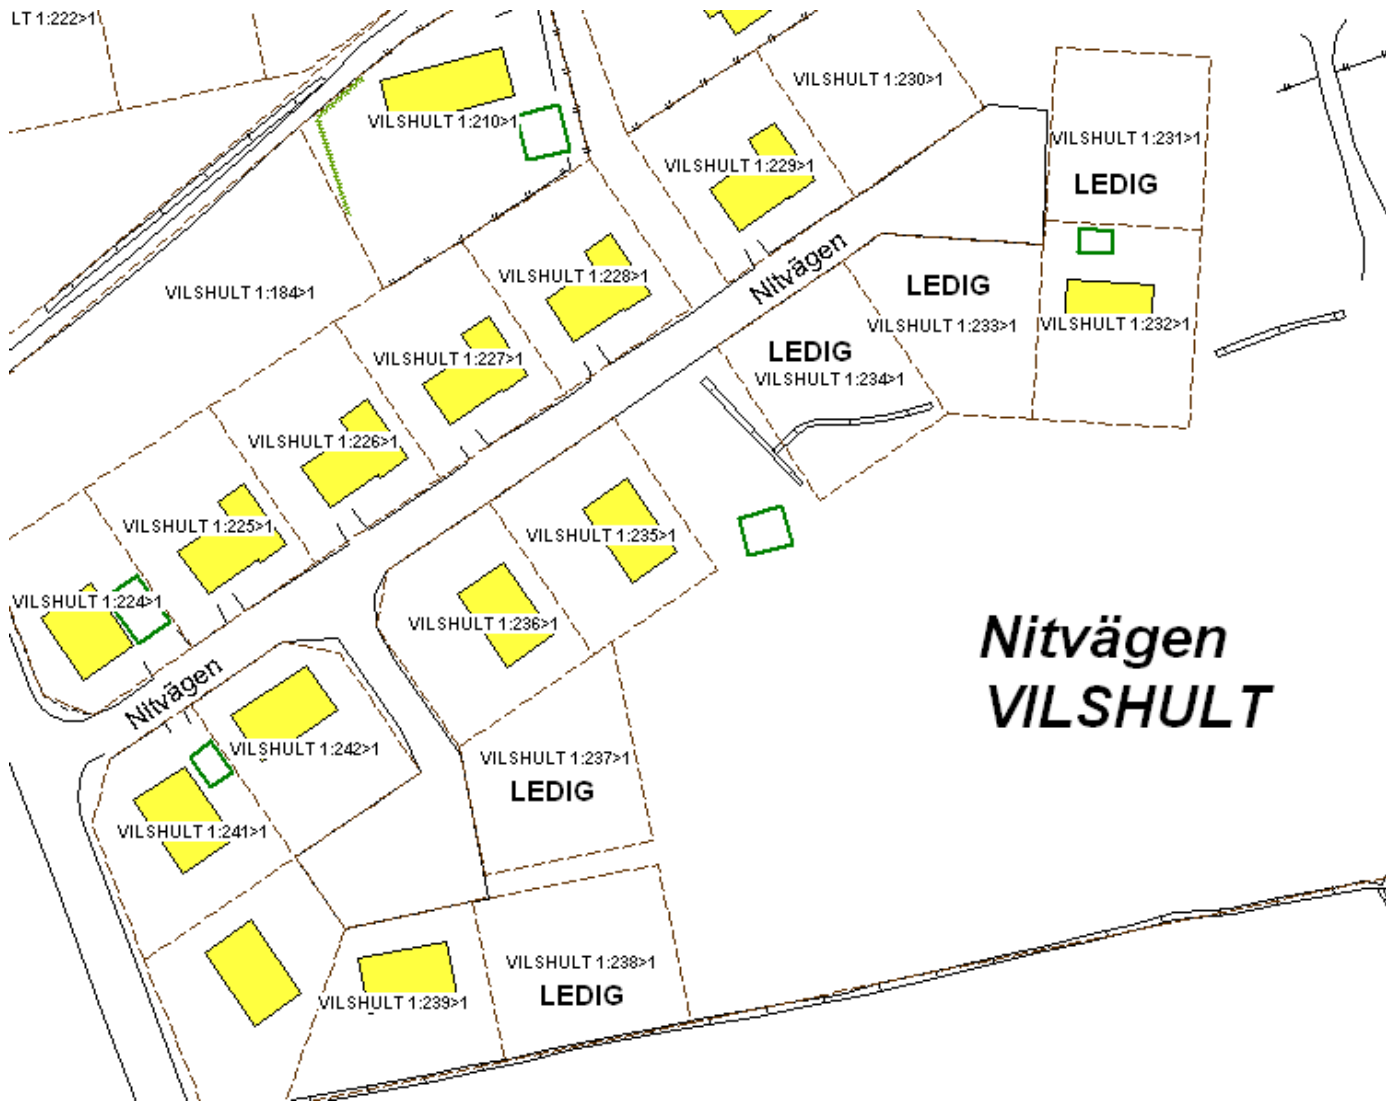 LT 1:222>1
VILSHULT 1:230>1
VILSHULT 1:210>1
VILSHULT 1:231>1
LEDIG
VILSHULT 1:229>1
Nitvägen
VILSHULT 1:228>1
LEDIG
VILSHULT 1:184>1
VILSHULT 1:233>1
VILSHULT 1:232>1
LEDIG
VILSHULT 1:227>1
VILSHULT 1:234>1
VILSHULT 1:226>1
VILSHULT 1:225>1
VILSHULT 1:235>1
VILSHULT 1:224>1
VILSHULT 1:236>1
Nitvägen
VILSHULT
Nitvägen
VILSHULT 1:242>1
VILSHULT 1:237>1
LEDIG
VILSHULT 1:241>1
VILSHULT 1:238>1
LEDIG
VILSHULT 1:239>1